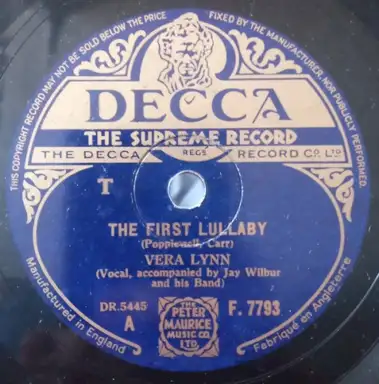 THIS COPYRIGHT RECORD MAY NOT BE SOLD BELOW THE PRICE
FIXED BY THE MANUFACTURER, NOR PUBLICLY PERFORMED.
DECCA
THE SUPREME RECORD
THE DECCA REGD RECORD CO. LTD
T
THE FIRST LULLABY
(Popplewell, Carr)
VERA LYNN
(Vocal, accompanied by Jay Wilbur
and his Band)
DR.5445
F. 7793
A
THE
PETER
MAURICE
MUSIC CO.
LTD
Manufactured in England
Fabriqué en Angleterre